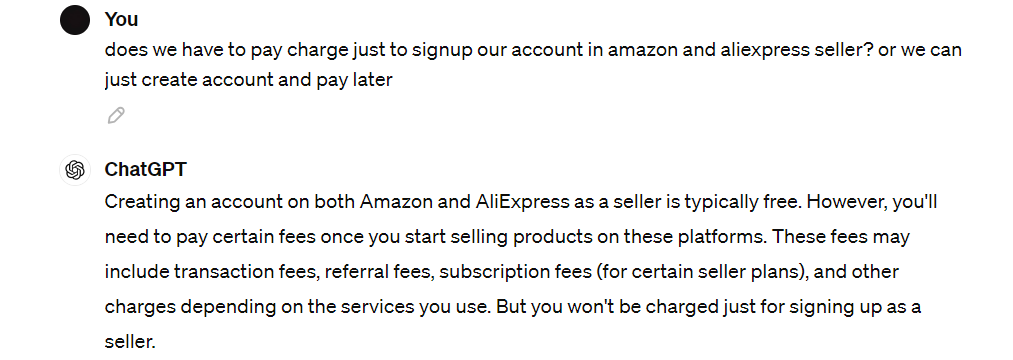 You
does we have to pay charge just to signup our account in amazon and aliexpress seller? or we can
just create account and pay later
ChatGPT
Creating an account on both Amazon and AliExpress as a seller is typically free. However, you'll
need to pay certain fees once you start selling products on these platforms. These fees may
include transaction fees, referral fees, subscription fees (for certain seller plans), and other
charges depending on the services you use. But you won't be charged just for signing up as a
seller.